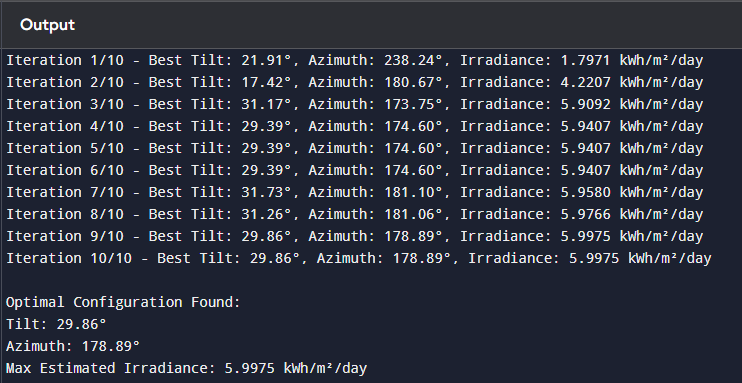 Output
Iteration 1/10 - Best Tilt: 21.91°, Azimuth: 238.24°, Irradiance: 1.7971 kWh/m²/day
Iteration 2/10 - Best Tilt: 17.42°, Azimuth: 180.67°, Irradiance: 4.2207 kWh/m²/day
Iteration 3/10 - Best Tilt: 31.17°, Azimuth: 173.75°, Irradiance: 5.9092 kWh/m²/day
Iteration 4/10 - Best Tilt: 29.39°, Azimuth: 174.60°, Irradiance: 5.9407 kWh/m²/day
Iteration 5/10 - Best Tilt: 29.39°, Azimuth: 174.60°, Irradiance: 5.9407 kWh/m²/day
Iteration 6/10 - Best Tilt: 29.39°, Azimuth: 174.60°, Irradiance: 5.9407 kWh/m²/day
Iteration 7/10 - Best Tilt: 31.73°, Azimuth: 181.10°, Irradiance: 5.9580 kWh/m²/day
Iteration 8/10 - Best Tilt: 31.26°, Azimuth: 181.06°, Irradiance: 5.9766 kWh/m²/day
Iteration 9/10 - Best Tilt: 29.86°, Azimuth: 178.89°, Irradiance: 5.9975 kWh/m²/day
Iteration 10/10 - Best Tilt: 29.86°, Azimuth: 178.89°, Irradiance: 5.9975 kWh/m²/day
Optimal Configuration Found:
Tilt: 29.86°
Azimuth: 178.89°
Max Estimated Irradiance: 5.9975 kWh/m²/day